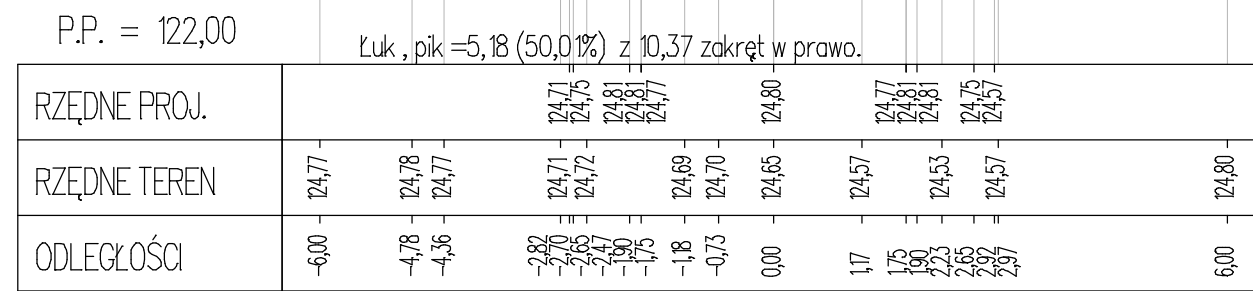 P.P. = 122,00
Łuk , pik =5,18 (50,01%) z 10,37 zakręt w prawo.
RZĘDNE PROJ. 124,71 124,75 124,81 124,81 124,77 124,80 124,77 124,81 124,81 124,75 124,57
RZĘDNE TEREN 124,77 124,78 124,77 124,71 124,72 124,69 124,70 124,65 124,57 124,53 124,57 124,80
ODLEGŁOŚCI -6,00 -4,78 -4,36 -2,82 -2,70 -2,65 -2,47 -1,90 -1,75 -1,18 -0,73 0,00 1,17 1,75 1,90 2,23 2,65 2,92 2,97 6,00